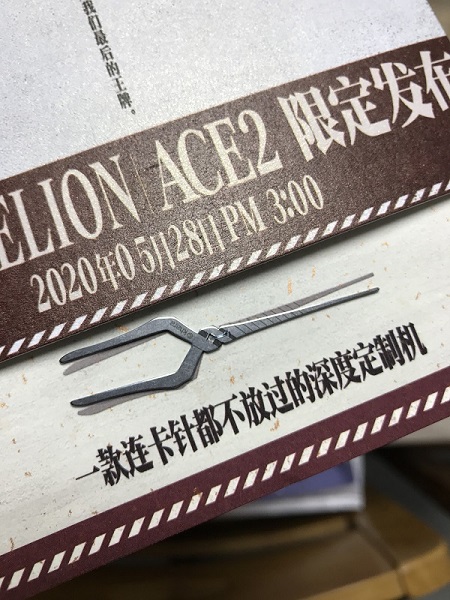 我们最后的王牌。
ELION ACE2 限定发布
2020年05月28日PM 3:00
一款连卡针都不放过的深度定制机